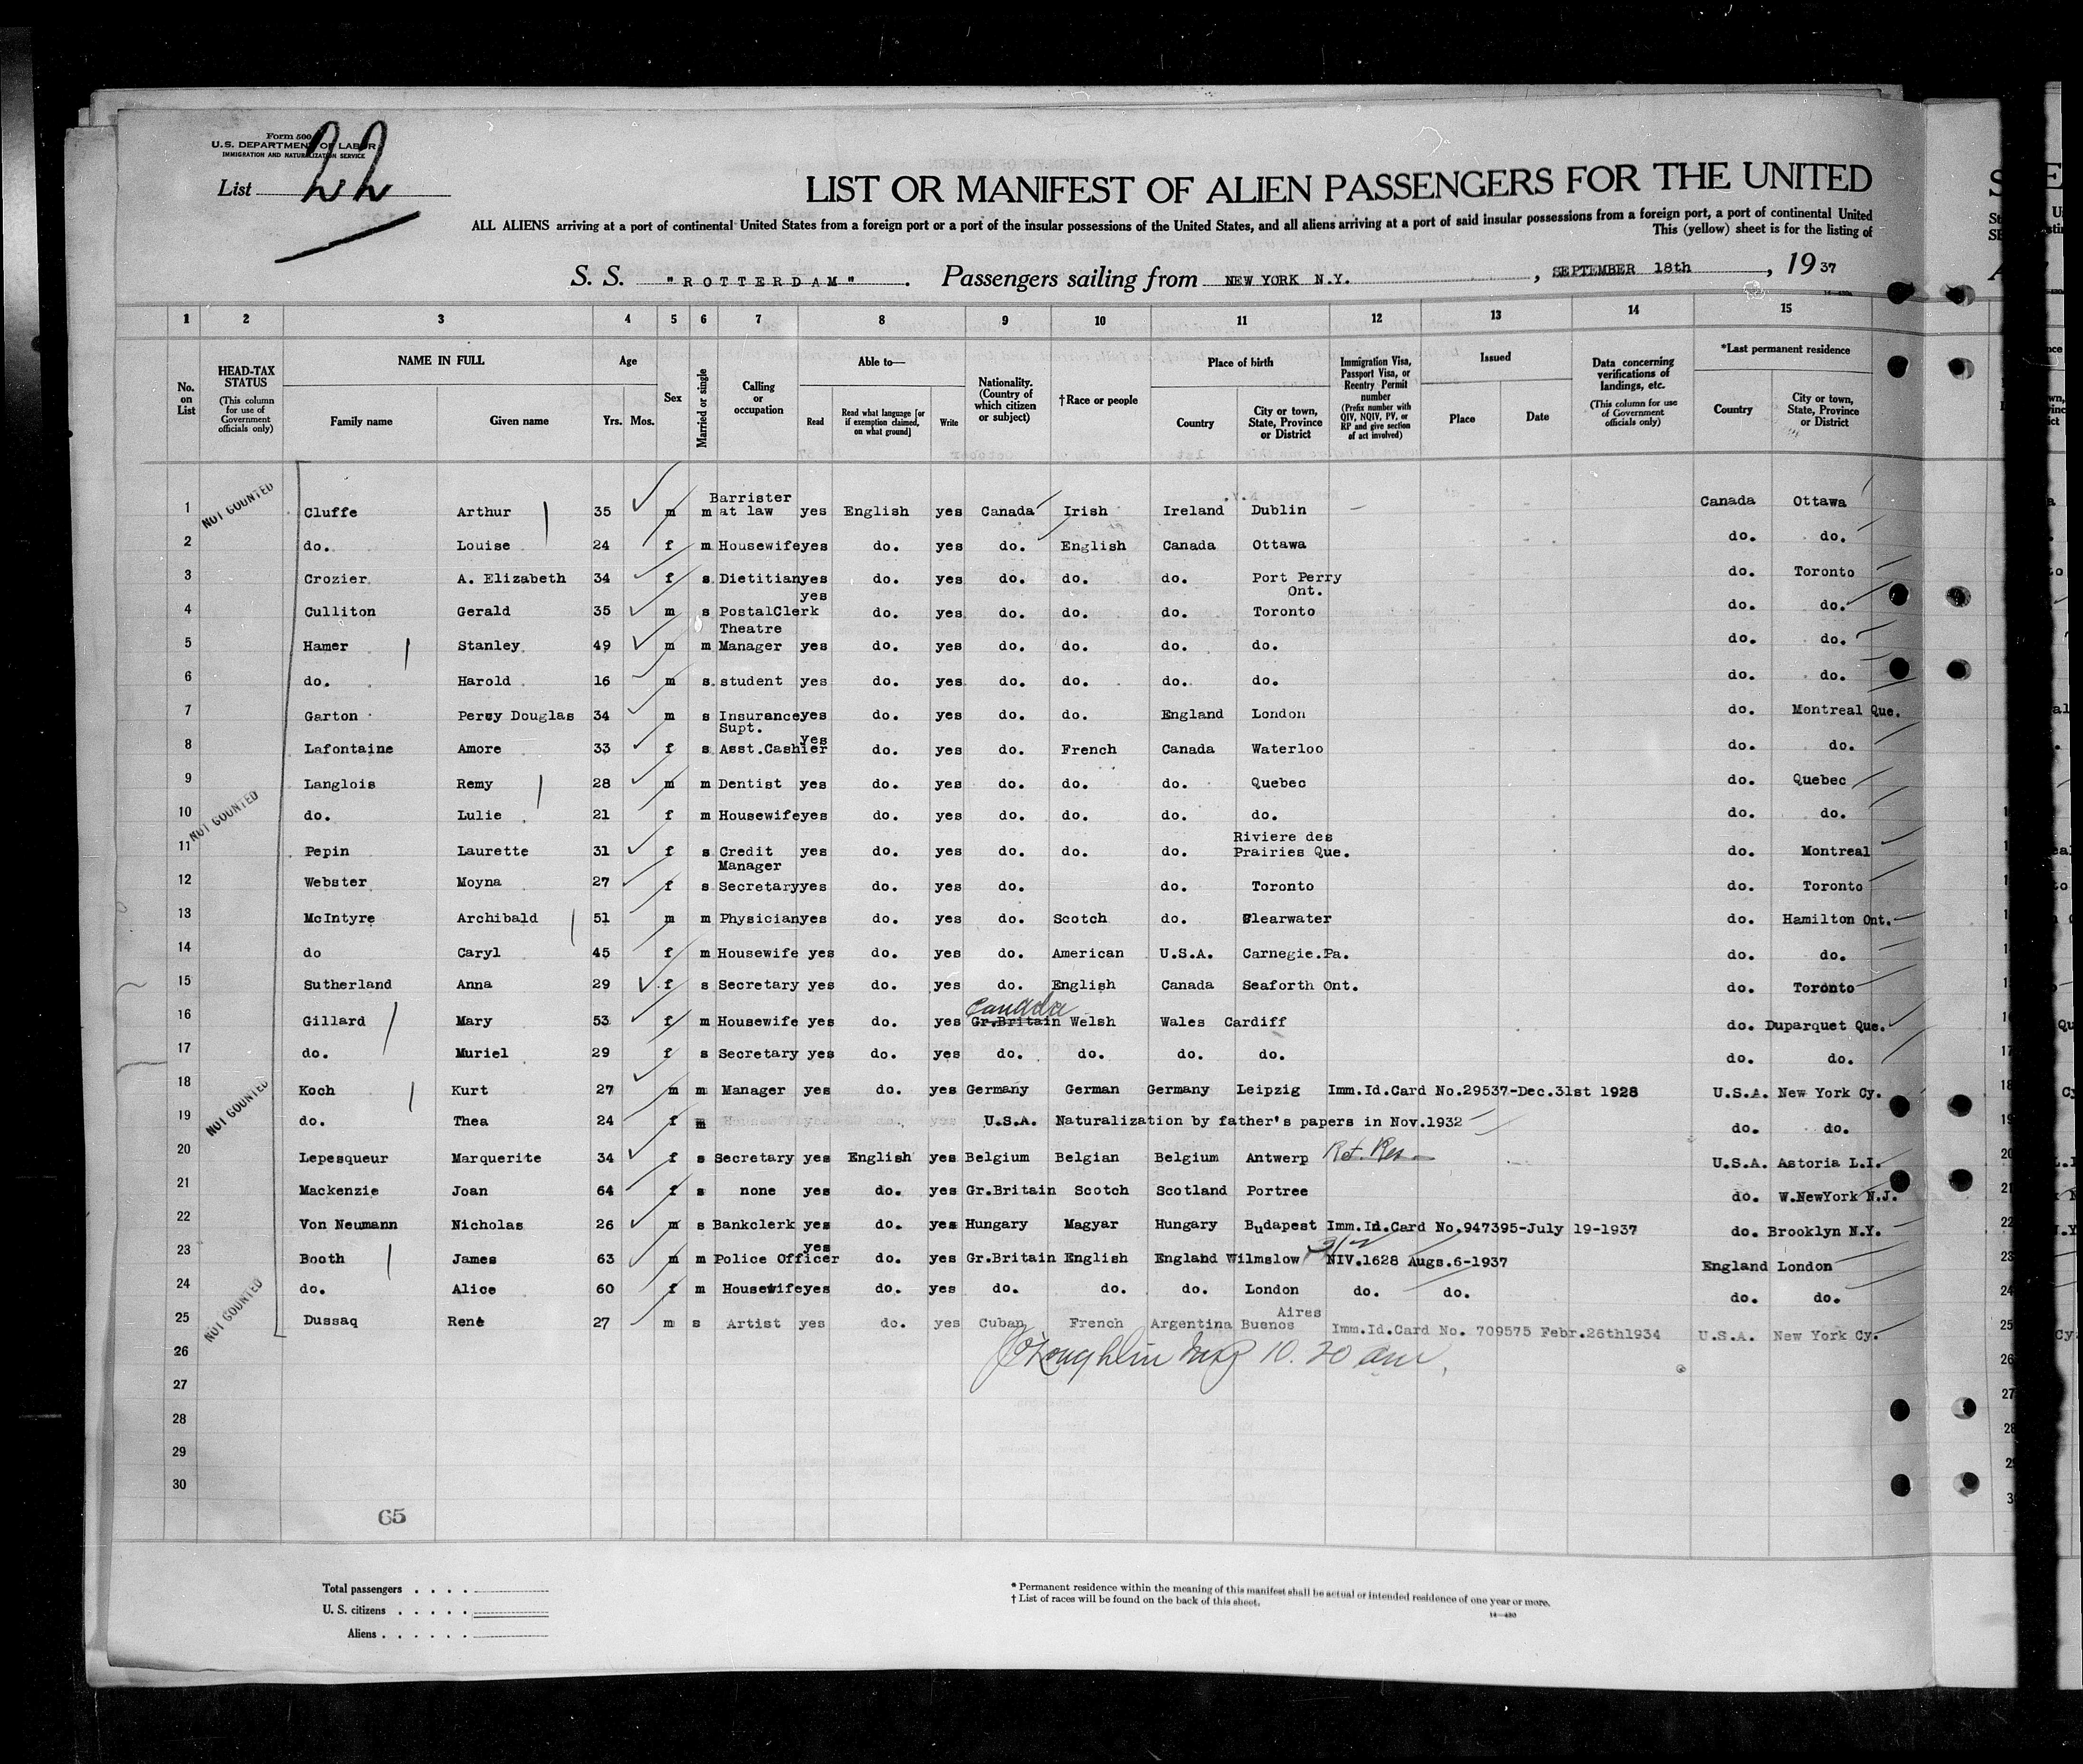 Form 500
U.S. DEPARTMENT OF LABOR
IMMIGRATION AND NATURALIZATION SERVICE
List 22
LIST OR MANIFEST OF ALIEN PASSENGERS FOR THE UNITED
ALL ALIENS arriving at a port of continental United States from a foreign port or a port of the insular possessions of the United States, and all aliens arriving at a port of said insular possessions from a foreign port, a port of continental United
This (yellow) sheet is for the listing of
S. S. "ROTTERDAM". Passengers sailing from NEW YORK N.Y., SEPTEMBER 18th, 1937
1 2 3 4 5 6 7 8 9 10 11 12 13 14 15
No. on List
HEAD-TAX STATUS (This column for use of Government officials only)
NAME IN FULL Family name Given name
Age Yrs. Mos.
Sex
Married or single
Calling or occupation
Able to— Read Read what language [or if exemption claimed, on what ground] Write
Nationality. (Country of which citizen or subject)
†Race or people
Place of birth Country City or town, State, Province or District
Immigration Visa, Passport Visa, or Reentry Permit number (Prefix number with QIV, NQIV, PV, or RP and give section of act involved)
Issued Place Date
Data concerning verifications of landings, etc. (This column for use of Government officials only)
*Last permanent residence Country City or town, State, Province or District
1 NOT COUNTED Cluffe Arthur 35 m m Barrister at law yes English yes Canada Irish Ireland Dublin Canada Ottawa
2 do. Louise 24 f m Housewife yes do. yes do. English Canada Ottawa do. do.
3 Crozier A. Elizabeth 34 f s Dietitian yes do. yes do. do. do. Port Perry Ont. do. Toronto
4 Culliton Gerald 35 m s PostalClerk yes do. yes do. do. do. Toronto do. do.
5 Hamer Stanley 49 m m Theatre Manager yes do. yes do. do. do. do. do. do.
6 do. Harold 16 m s. student yes do. yes do. do. do. do. do. do.
7 Garton Percy Douglas 34 m s Insurance Supt. yes do. yes do. do. England London do. Montreal Que.
8 Lafontaine Amore 33 f s Asst.Cashier yes do. yes do. French Canada Waterloo do. do.
9 Langlois Remy 28 m m Dentist yes do. yes do. do. do. Quebec do. Quebec
10 NOT COUNTED do. Lulie 21 f m Housewife yes do. yes do. do. do. do. do. do.
11 Pepin Laurette 31 f s Credit Manager yes do. yes do. do. do. Riviere des Prairies Que. do. Montreal
12 Webster Moyna 27 f s Secretary yes do. yes do. do. Toronto do. Toronto
13 McIntyre Archibald 51 m m Physician yes do. yes do. Scotch do. Clearwater do. Hamilton Ont.
14 do Caryl 45 f m Housewife yes do. yes do. American U.S.A. Carnegie.Pa. do. do.
15 Sutherland Anna 29 f s Secretary yes do. yes do. English Canada Seaforth Ont. do. Toronto
16 Gillard Mary 53 f m Housewife yes do. yes Canada Gr.Britain Welsh Wales Cardiff do. Duparquet Que.
17 do. Muriel 29 f s Secretary yes do. yes do. do. do. do. do. do.
18 NOT COUNTED Koch Kurt 27 m m Manager yes do. yes Germany German Germany Leipzig Imm.Id.Card No.29537-Dec.31st 1928 U.S.A. New York Cy.
19 do. Thea 24 f m U.S.A. Naturalization by father's papers in Nov.1932 do. do.
20 Lepesqueur Marquerite 34 f s Secretary yes English yes Belgium Belgian Belgium Antwerp Ret. Res U.S.A. Astoria L.I.
21 Mackenzie Joan 64 f s none yes do. yes Gr.Britain Scotch Scotland Portree do. W.NewYork N.J.
22 Von Neumann Nicholas 26 m s Bankclerk yes do. yes Hungary Magyar Hungary Budapest Imm.Id.Card No.947395-July 19-1937 do. Brooklyn N.Y.
23 Booth James 63 m m Police Officer yes do. yes Gr.Britain English England Wilmslow 3/2 NIV.1628 Augs.6-1937 England London
24 do. Alice 60 f m Housewife yes do. yes do. do. do. London do. do. do. do.
25 NOT COUNTED Dussaq René 27 m s Artist yes do. yes Cuban French Argentina Buenos Aires Imm.Id.Card No. 709575 Febr.26th1934 U.S.A. New York Cy.
26 O'Loughlin 10.20 am,
27
28
29
30
65
Total passengers
U. S. citizens
Aliens
* Permanent residence within the meaning of this manifest shall be actual or intended residence of one year or more.
† List of races will be found on the back of this sheet.
14—430